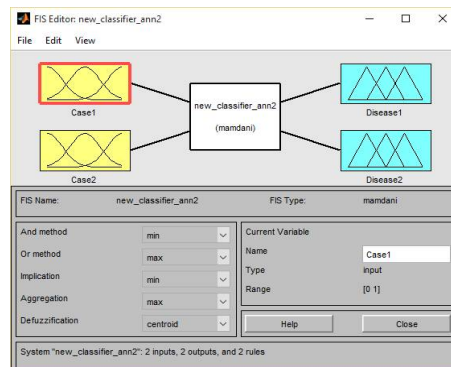 FIS Editor: new_classifier_ann2
File Edit View
Case1
Case2
new_classifier_ann2
(mamdani)
Disease1
Disease2
FIS Name: new_classifier_ann2 FIS Type: mamdani
And method min
Or method max
Implication min
Aggregation max
Defuzzification centroid
Current Variable
Name Case1
Type input
Range [0 1]
Help Close
System "new_classifier_ann2": 2 inputs, 2 outputs, and 2 rules